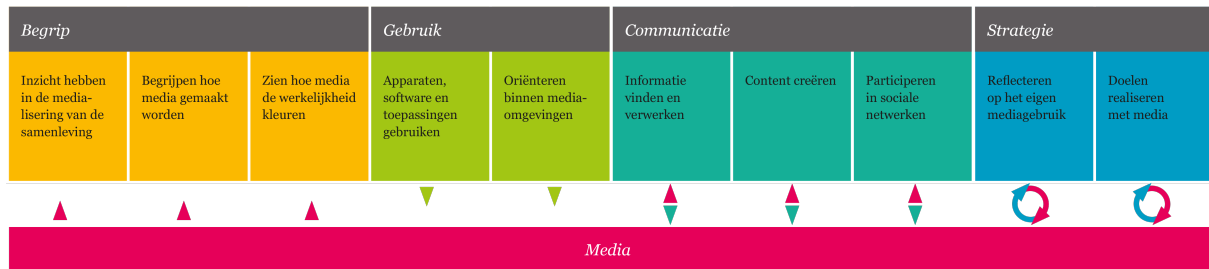 Begrip
Gebruik
Communicatie
Strategie
Inzicht hebben
in de media-
lisering van de
samenleving
Begrijpen hoe
media gemaakt
worden
Zien hoe media
de werkelijkheid
kleuren
Apparaten,
software en
toepassingen
gebruiken
Oriënteren
binnen media-
omgevingen
Informatie
vinden en
verwerken
Content creëren
Participeren
in sociale
netwerken
Reflecteren
op het eigen
mediagebruik
Doelen
realiseren
met media
Media